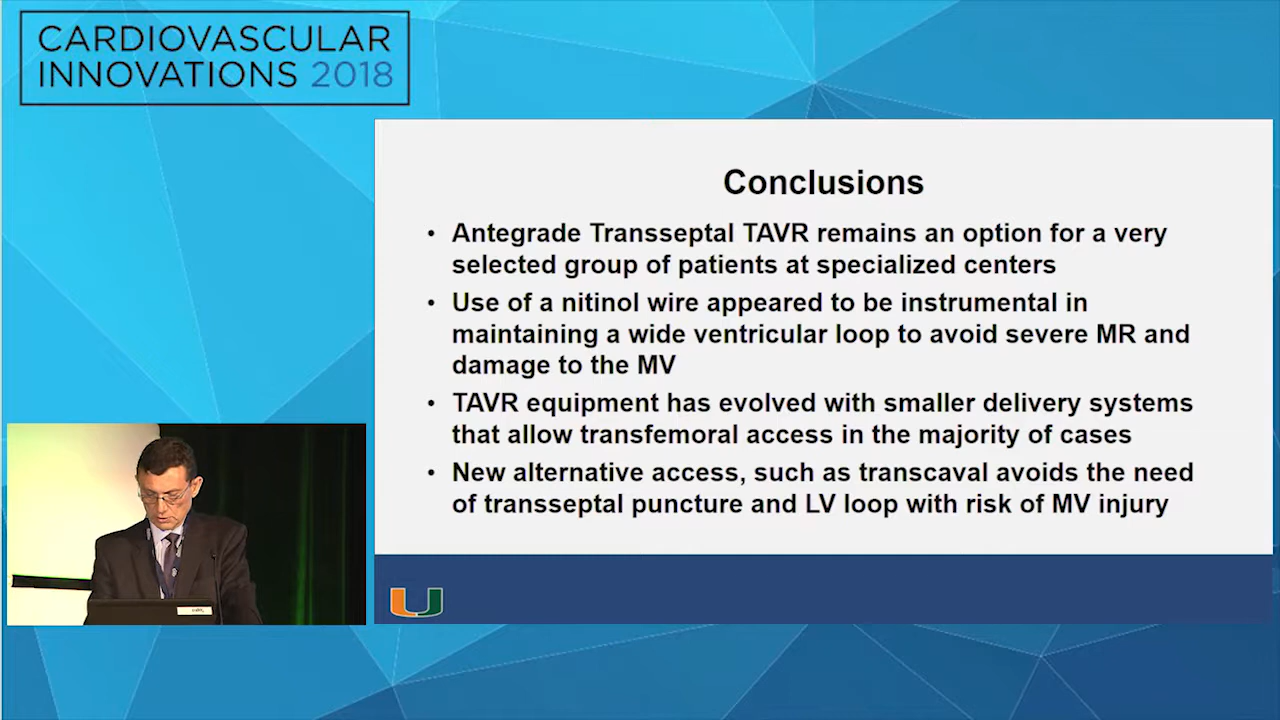 CARDIOVASCULAR
INNOVATIONS 2018
Conclusions
• Antegrade Transseptal TAVR remains an option for a very
selected group of patients at specialized centers
• Use of a nitinol wire appeared to be instrumental in
maintaining a wide ventricular loop to avoid severe MR and
damage to the MV
• TAVR equipment has evolved with smaller delivery systems
that allow transfemoral access in the majority of cases
• New alternative access, such as transcaval avoids the need
of transseptal puncture and LV loop with risk of MV injury
U